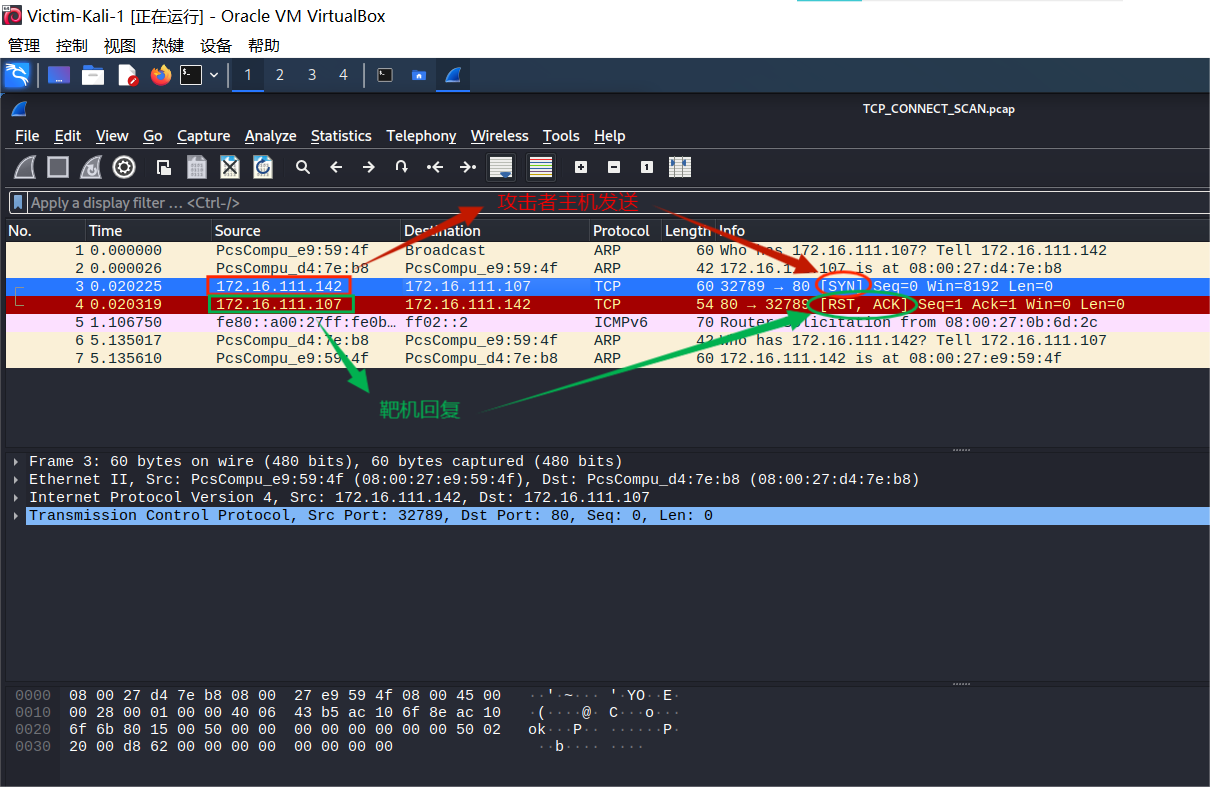 Victim-Kali-1 [正在运行] - Oracle VM VirtualBox
管理 控制 视图 热键 设备 帮助
1 2 3 4
TCP_CONNECT_SCAN.pcap
File Edit View Go Capture Analyze Statistics Telephony Wireless Tools Help
Apply a display filter … <Ctrl-/>
攻击者主机发送
No. Time Source Destination Protocol Length Info
1 0.000000 PcsCompu_e9:59:4f Broadcast ARP 60 Who has 172.16.111.107? Tell 172.16.111.142
2 0.000026 PcsCompu_d4:7e:b8 PcsCompu_e9:59:4f ARP 42 172.16.111.107 is at 08:00:27:d4:7e:b8
3 0.020225 172.16.111.142 172.16.111.107 TCP 60 32789 → 80 [SYN] Seq=0 Win=8192 Len=0
4 0.020319 172.16.111.107 172.16.111.142 TCP 54 80 → 32789 [RST, ACK] Seq=1 Ack=1 Win=0 Len=0
5 1.106750 fe80::a00:27ff:fe0b… ff02::2 ICMPv6 70 Router Solicitation from 08:00:27:0b:6d:2c
6 5.135017 PcsCompu_d4:7e:b8 PcsCompu_e9:59:4f ARP 42 Who has 172.16.111.142? Tell 172.16.111.107
7 5.135610 PcsCompu_e9:59:4f PcsCompu_d4:7e:b8 ARP 60 172.16.111.142 is at 08:00:27:e9:59:4f
靶机回复
Frame 3: 60 bytes on wire (480 bits), 60 bytes captured (480 bits)
Ethernet II, Src: PcsCompu_e9:59:4f (08:00:27:e9:59:4f), Dst: PcsCompu_d4:7e:b8 (08:00:27:d4:7e:b8)
Internet Protocol Version 4, Src: 172.16.111.142, Dst: 172.16.111.107
Transmission Control Protocol, Src Port: 32789, Dst Port: 80, Seq: 0, Len: 0
0000 08 00 27 d4 7e b8 08 00 27 e9 59 4f 08 00 45 00 ··'·~··· '·YO··E·
0010 00 28 00 01 00 00 40 06 43 b5 ac 10 6f 8e ac 10 ·(····@· C···o···
0020 6f 6b 80 15 00 50 00 00 00 00 00 00 00 00 50 02 ok···P·· ······P·
0030 20 00 d8 62 00 00 00 00 00 00 00 00 ··b···· ····